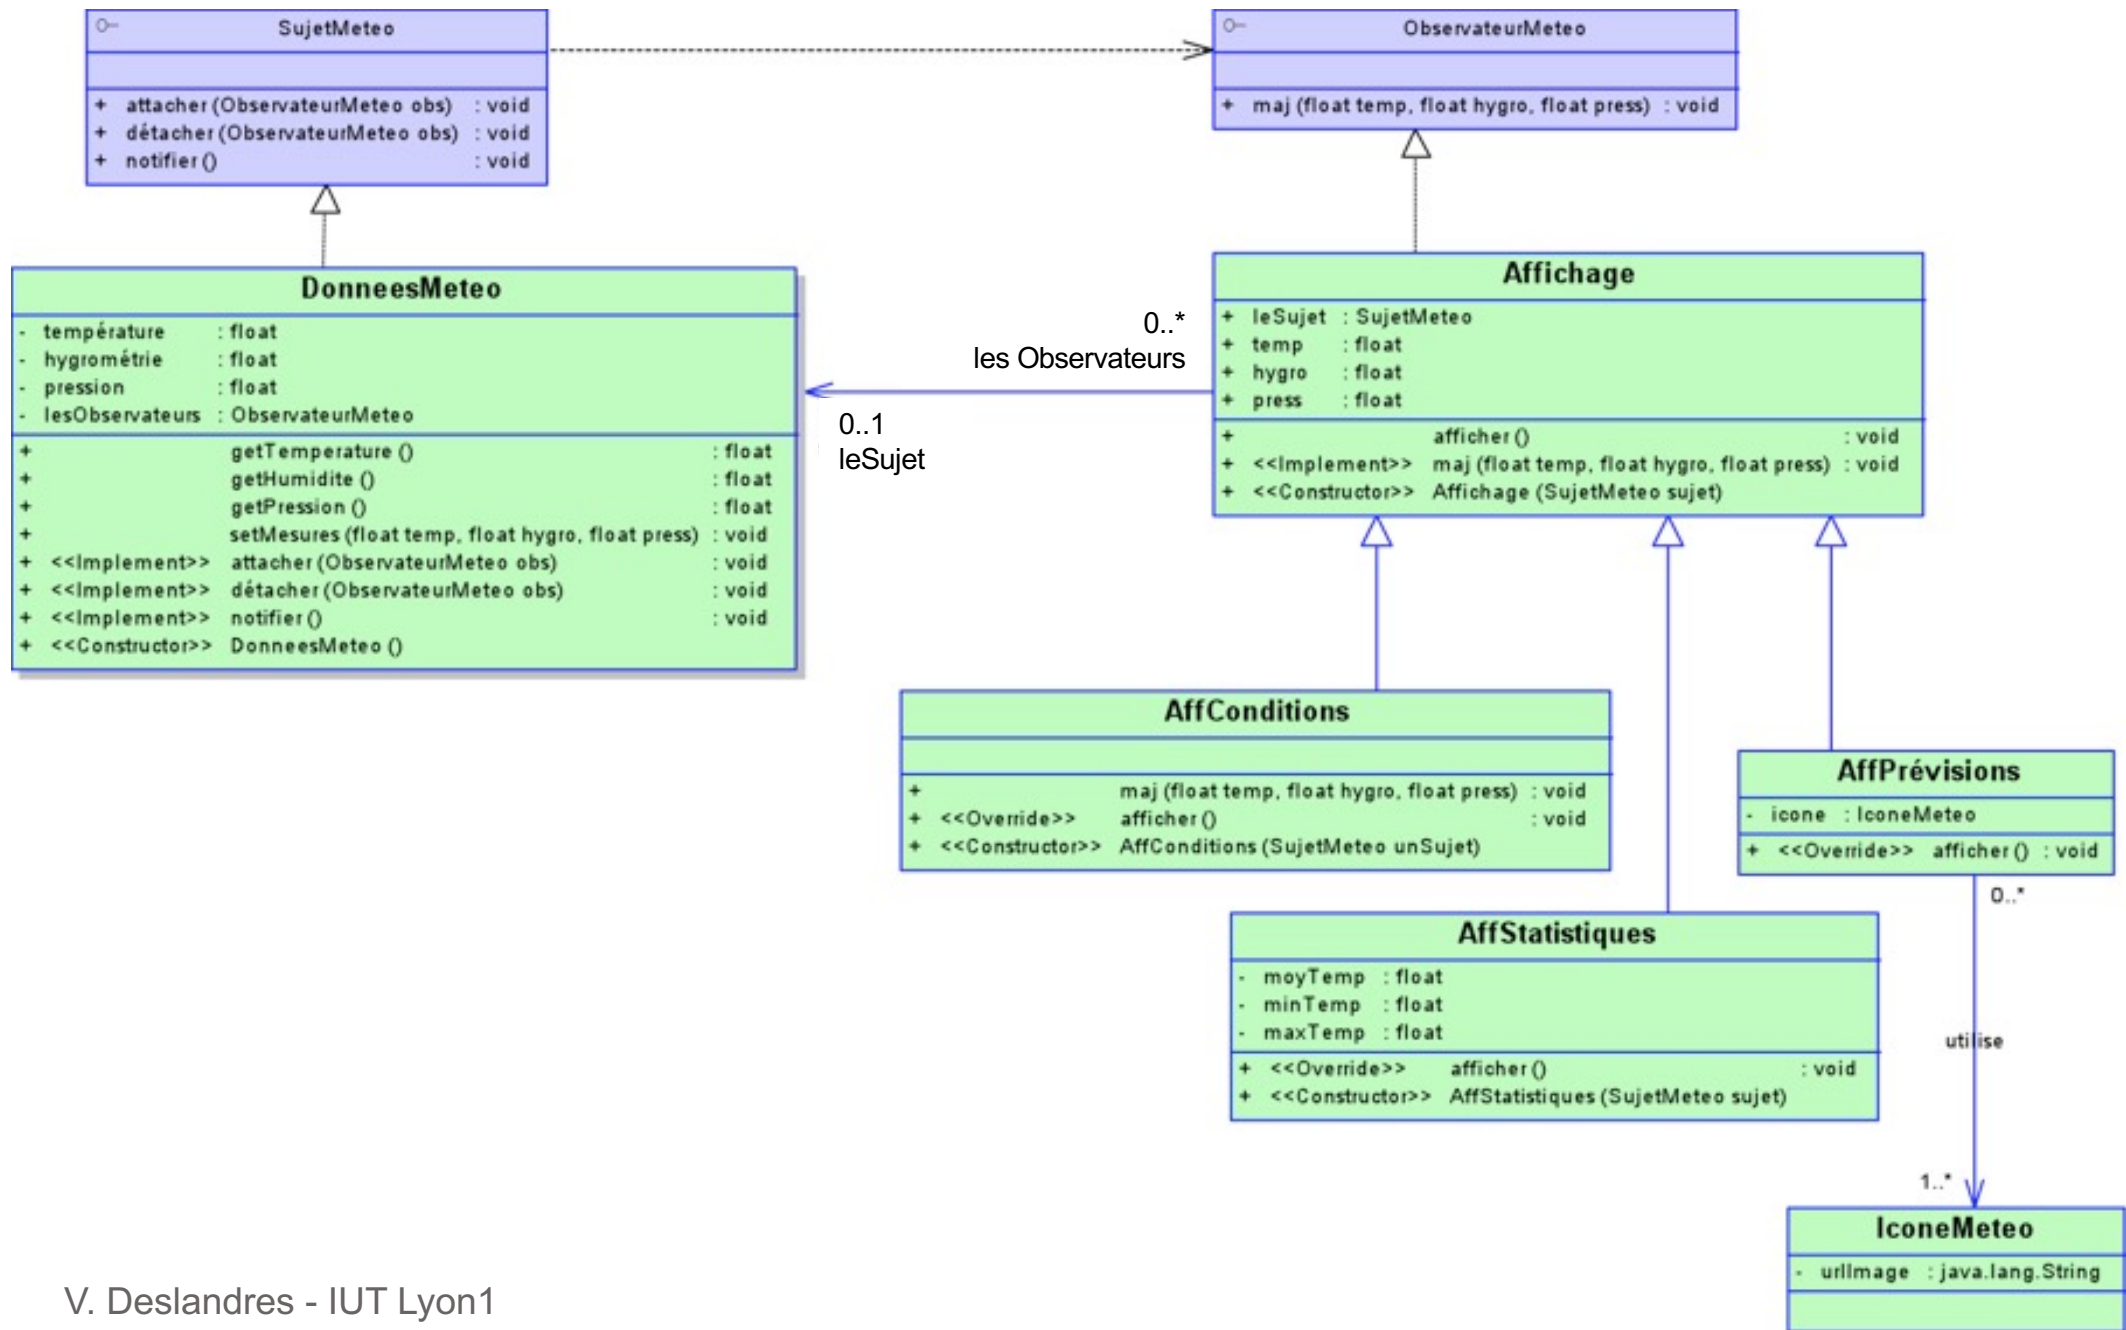 SujetMeteo
+ attacher (ObservateurMeteo obs) : void
+ détacher (ObservateurMeteo obs) : void
+ notifier () : void
ObservateurMeteo
+ maj (float temp, float hygro, float press) : void
DonneesMeteo
- température : float
- hygrométrie : float
- pression : float
- lesObservateurs : ObservateurMeteo
+ getTemperature () : float
+ getHumidite () : float
+ getPression () : float
+ setMesures (float temp, float hygro, float press) : void
+ <<Implement>> attacher (ObservateurMeteo obs) : void
+ <<Implement>> détacher (ObservateurMeteo obs) : void
+ <<Implement>> notifier () : void
+ <<Constructor>> DonneesMeteo ()
0..*
les Observateurs
0..1
leSujet
Affichage
+ leSujet : SujetMeteo
+ temp : float
+ hygro : float
+ press : float
+ afficher () : void
+ <<Implement>> maj (float temp, float hygro, float press) : void
+ <<Constructor>> Affichage (SujetMeteo sujet)
AffConditions
+ maj (float temp, float hygro, float press) : void
+ <<Override>> afficher () : void
+ <<Constructor>> AffConditions (SujetMeteo unSujet)
AffPrévisions
- icone : IconeMeteo
+ <<Override>> afficher () : void
0..*
AffStatistiques
- moyTemp : float
- minTemp : float
- maxTemp : float
+ <<Override>> afficher () : void
+ <<Constructor>> AffStatistiques (SujetMeteo sujet)
utilise
1..*
IconeMeteo
- urlImage : java.lang.String
V. Deslandres - IUT Lyon1